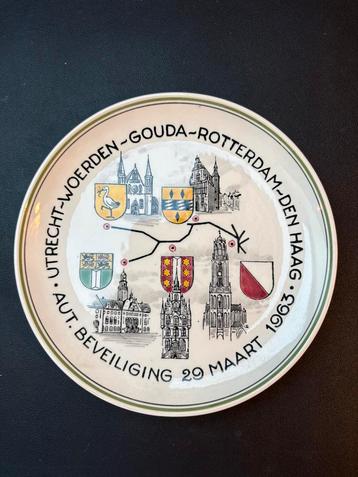 UTRECHT-WOERDEN-GOUDA-ROTTERDAM-DEN HAAG
· AUT. BEVEILIGING 29 MAART 1963 ·